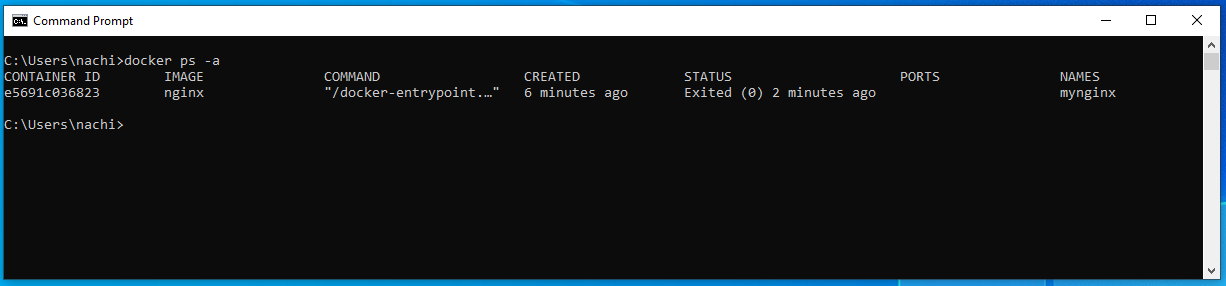 Command Prompt
C:\Users\nachi>docker ps -a
CONTAINER ID        IMAGE               COMMAND                  CREATED             STATUS                     PORTS               NAMES
e5691c036823        nginx               "/docker-entrypoint.…"   6 minutes ago       Exited (0) 2 minutes ago                       mynginx
C:\Users\nachi>